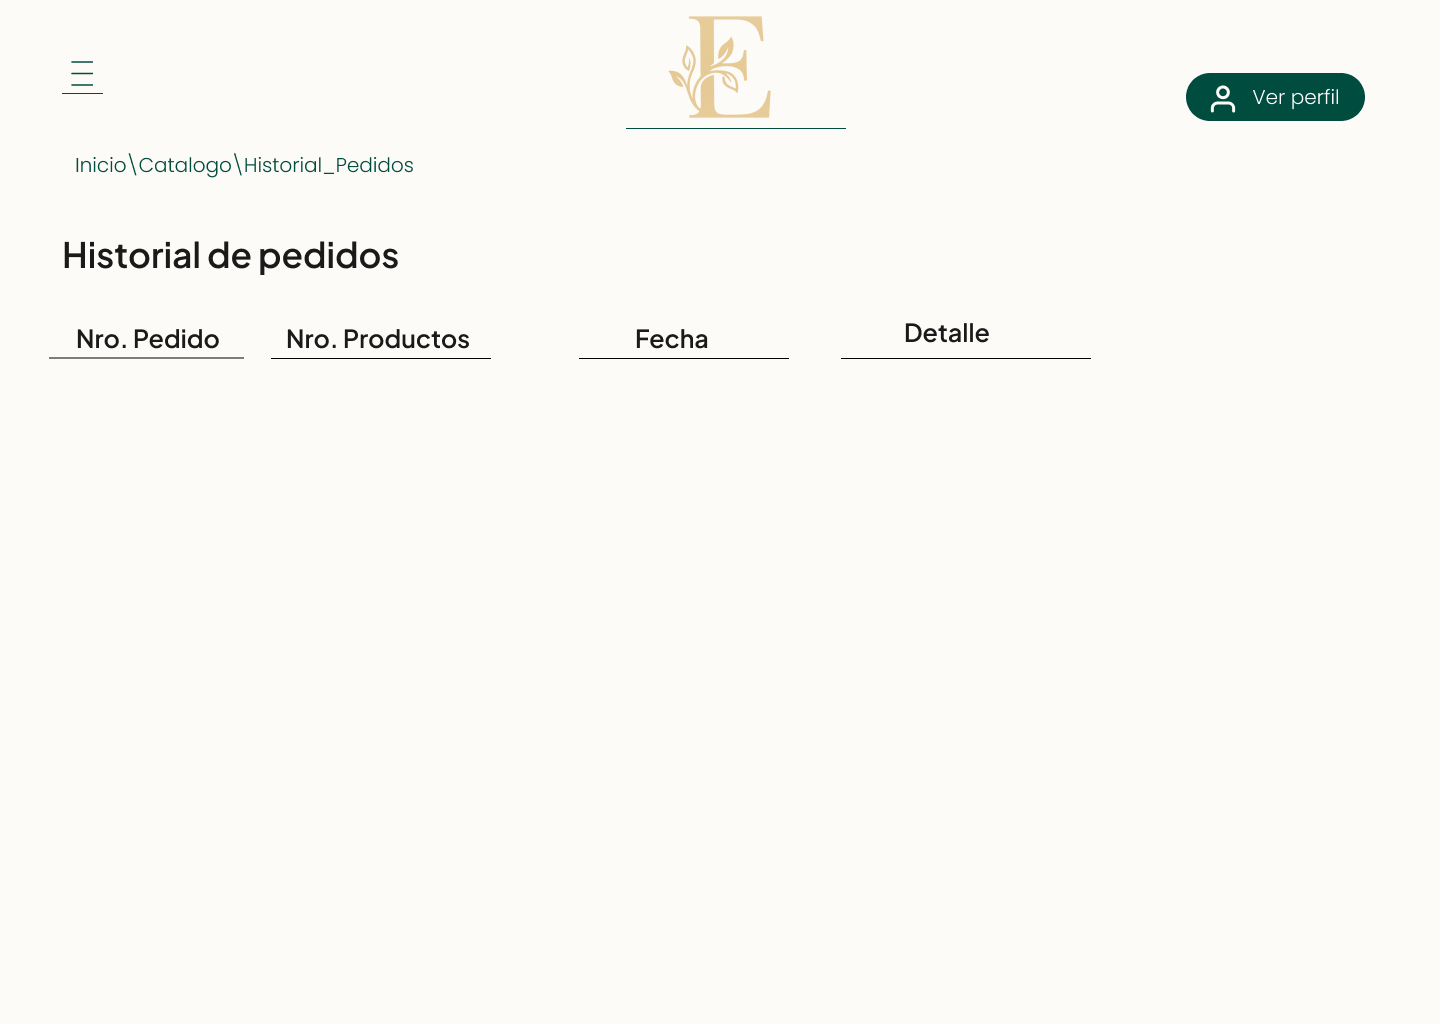 E
Ver perfil
Inicio\Catalogo\Historial_Pedidos
Historial de pedidos
Nro. Pedido Nro. Productos Fecha Detalle